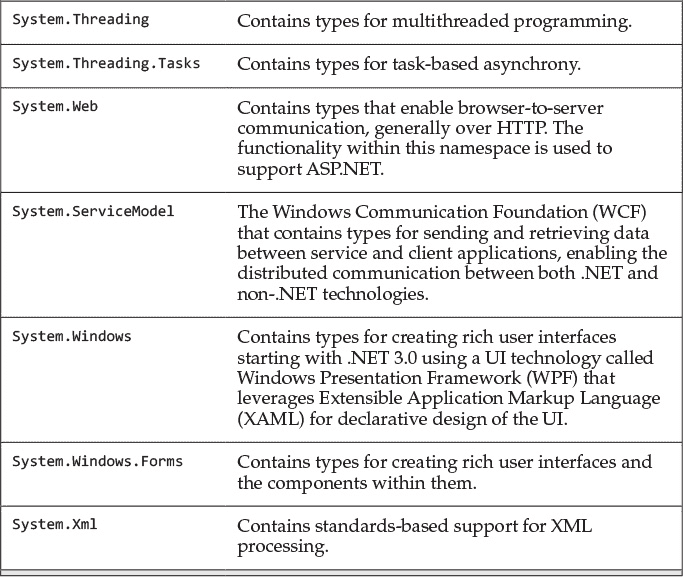 System.Threading
Contains types for multithreaded programming.
System.Threading.Tasks
Contains types for task-based asynchrony.
System.Web
Contains types that enable browser-to-server
communication, generally over HTTP. The
functionality within this namespace is used to
support ASP.NET.
System.ServiceModel
The Windows Communication Foundation (WCF)
that contains types for sending and retrieving data
between service and client applications, enabling the
distributed communication between both .NET and
non-.NET technologies.
System.Windows
Contains types for creating rich user interfaces
starting with .NET 3.0 using a UI technology called
Windows Presentation Framework (WPF) that
leverages Extensible Application Markup Language
(XAML) for declarative design of the UI.
System.Windows.Forms
Contains types for creating rich user interfaces and
the components within them.
System.Xml
Contains standards-based support for XML
processing.